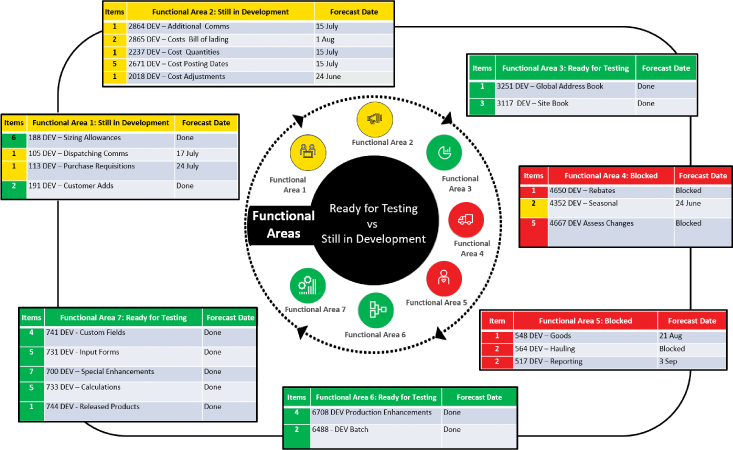 Items Functional Area 2: Still in Development Forecast Date
1 2864 DEV – Additional Comms 15 July
2 2865 DEV – Costs Bill of lading 1 Aug
1 2237 DEV – Cost Quantities 15 July
5 2671 DEV – Cost Posting Dates 15 July
1 2018 DEV – Cost Adjustments 24 June
Items Functional Area 3: Ready for Testing Forecast Date
1 3251 DEV – Global Address Book Done
3 3117 DEV – Site Book Done
Items Functional Area 1: Still in Development Forecast Date
6 188 DEV – Sizing Allowances Done
1 105 DEV – Dispatching Comms 17 July
1 113 DEV – Purchase Requisitions 24 July
2 191 DEV – Customer Adds Done
Functional Area 2
Functional
Area 1
Functional
Area 3
Items Functional Area 4: Blocked Forecast Date
1 4650 DEV – Rebates Blocked
2 4352 DEV – Seasonal 24 June
5 4667 DEV Assess Changes Blocked
Functional
Areas
Ready for Testing
vs
Still in Development
Functional
Area 4
Functional
Area 5
Functional
Area 7
Functional
Area 6
Items Functional Area 7: Ready for Testing Forecast Date
4 741 DEV - Custom Fields Done
5 731 DEV - Input Forms Done
7 700 DEV – Special Enhancements Done
5 733 DEV – Calculations Done
1 744 DEV - Released Products Done
Item Functional Area 5: Blocked Forecast Date
1 548 DEV – Goods 21 Aug
2 564 DEV – Hauling Blocked
2 517 DEV – Reporting 3 Sep
Items Functional Area 6: Ready for Testing Forecast Date
4 6708 DEV Production Enhancements Done
2 6488 - DEV Batch Done